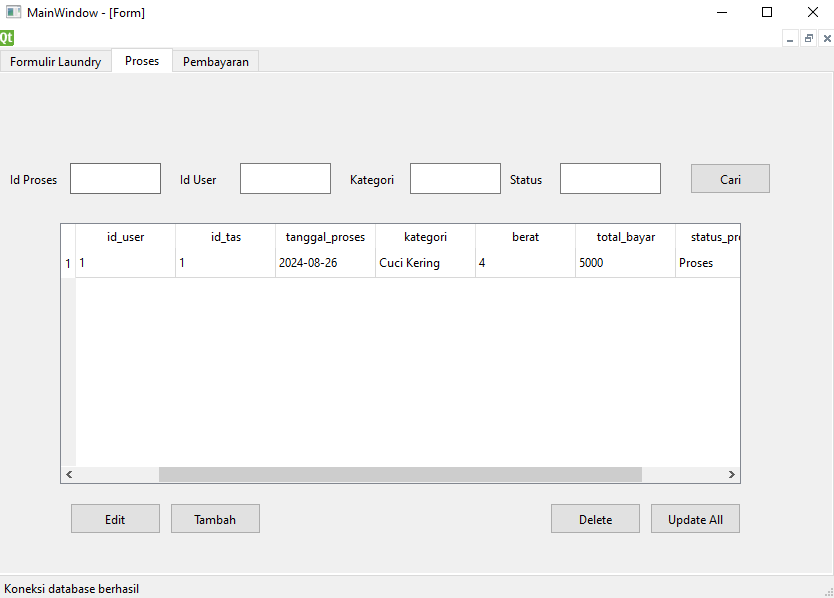 MainWindow - [Form]
Qt
Formulir Laundry Proses Pembayaran
Id Proses Id User Kategori Status Cari
id_user id_tas tanggal_proses kategori berat total_bayar status_pro
1 1 1 2024-08-26 Cuci Kering 4 5000 Proses
Edit Tambah Delete Update All
Koneksi database berhasil